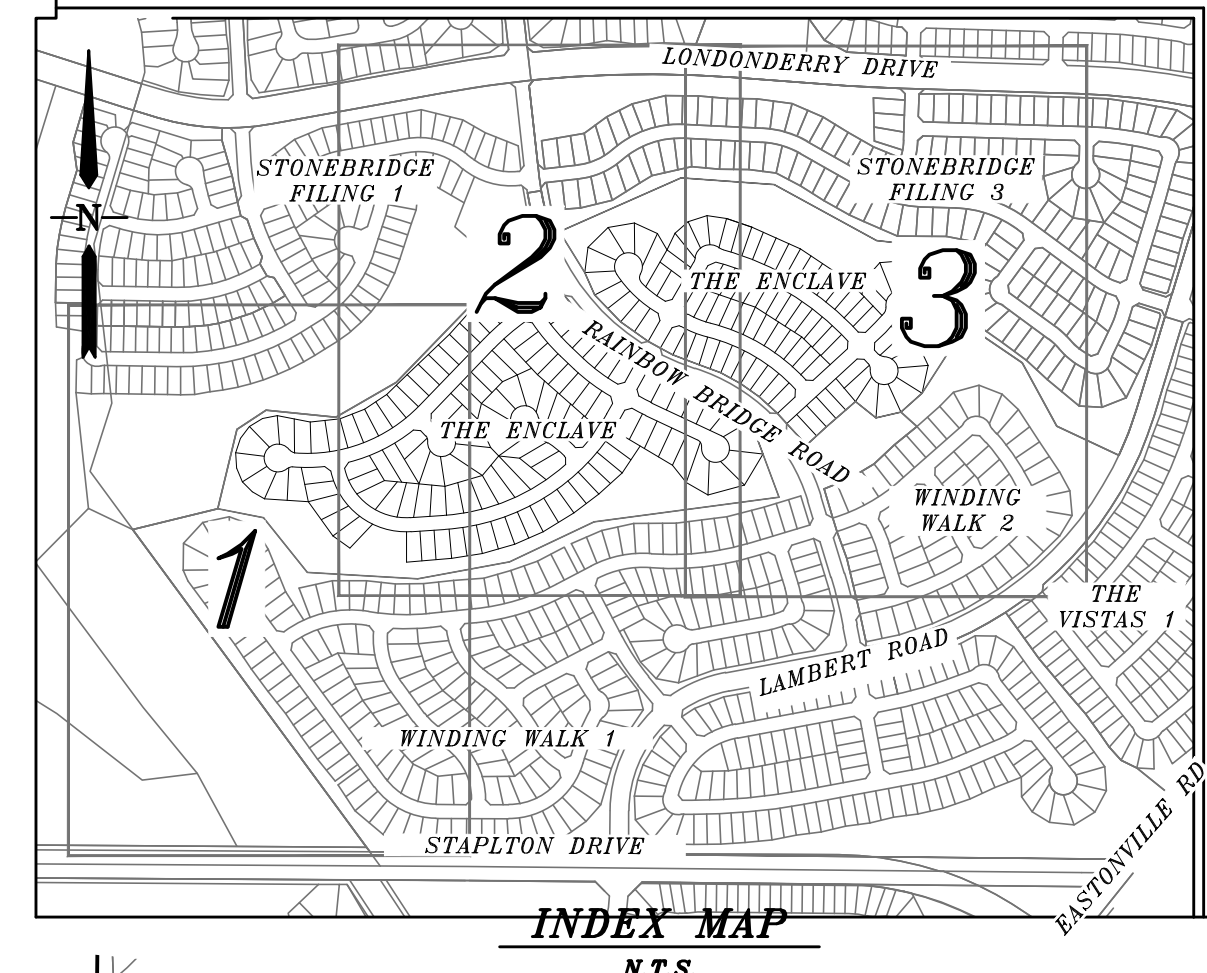 LONDONDERRY DRIVE
STONEBRIDGE
FILING 1
STONEBRIDGE
FILING 3
N
2
3
THE ENCLAVE
RAINBOW BRIDGE ROAD
THE ENCLAVE
WINDING
WALK 2
1
THE
VISTAS 1
LAMBERT ROAD
WINDING WALK 1
EASTONVILLE RD
STAPLTON DRIVE
INDEX MAP
N.T.S.